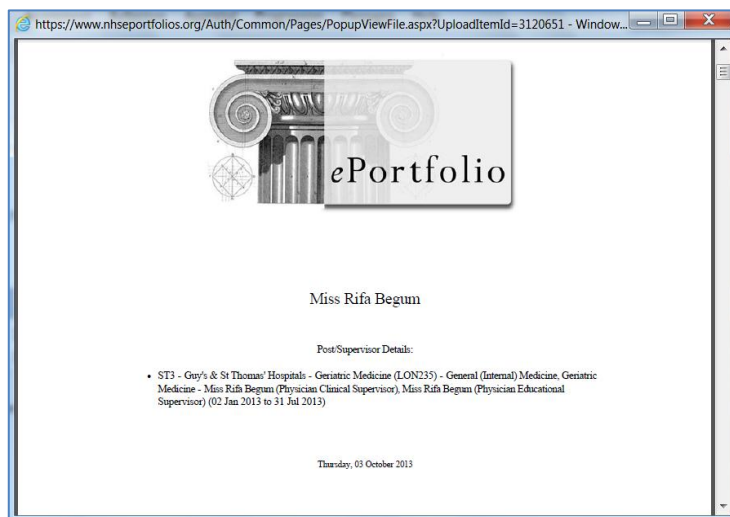 https://www.nhseportfolios.org/Auth/Common/Pages/PopupViewFile.aspx?UploadItemId=3120651 - Window...
ePortfolio
Miss Rifa Begum
Post/Supervisor Details:
• ST3 - Guy's & St Thomas' Hospitals - Geriatric Medicine (LON235) - General (Internal) Medicine, Geriatric
Medicine - Miss Rifa Begum (Physician Clinical Supervisor), Miss Rifa Begum (Physician Educational
Supervisor) (02 Jan 2013 to 31 Jul 2013)
Thursday, 03 October 2013